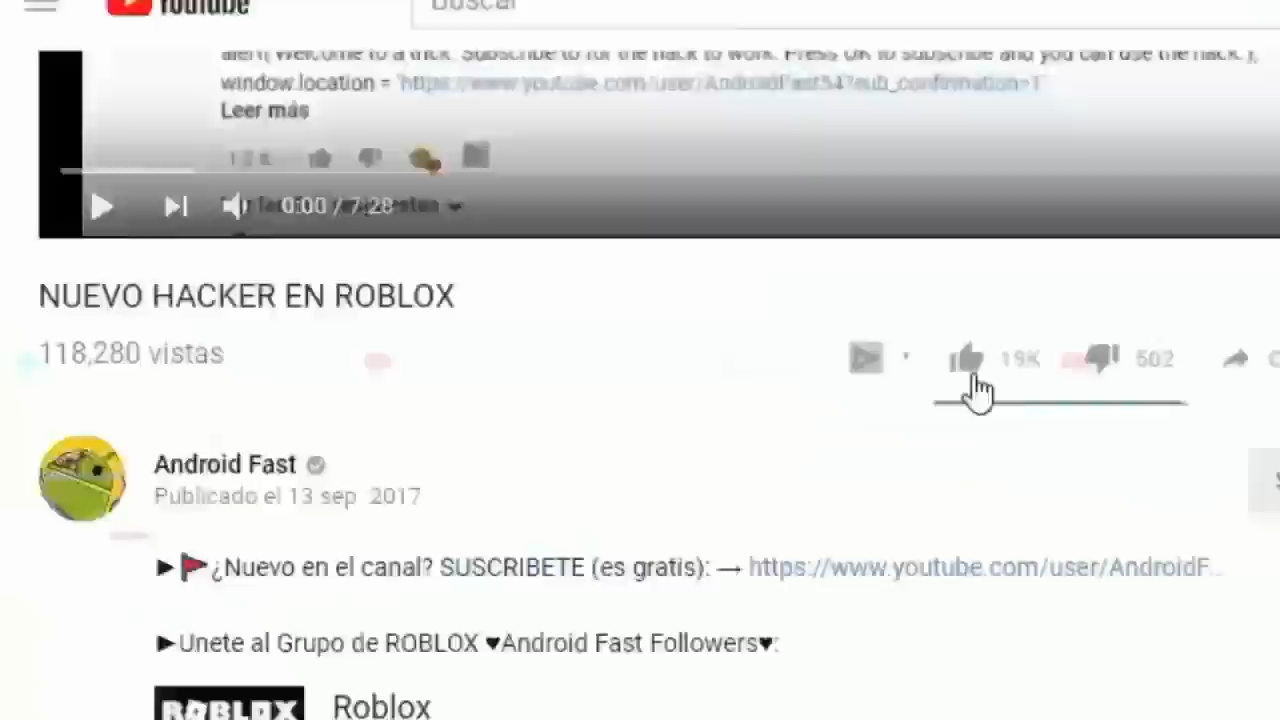 YouTube
Buscar
alert( Welcome to a trick. Subscribe to for the hack to work. Press OK to subscribe and you can use the hack. );
window.location = 'https://www.youtube.com/user/AndroidFast54?sub_confirmation=1
Leer más
0:00 / 7:28
NUEVO HACKER EN ROBLOX
118,280 vistas
19K
502
Android Fast
Publicado el 13 sep. 2017
►🚩¿Nuevo en el canal? SUSCRIBETE (es gratis): → https://www.youtube.com/user/AndroidF...
►Unete al Grupo de ROBLOX ♥Android Fast Followers♥:
ROBLOX
Roblox